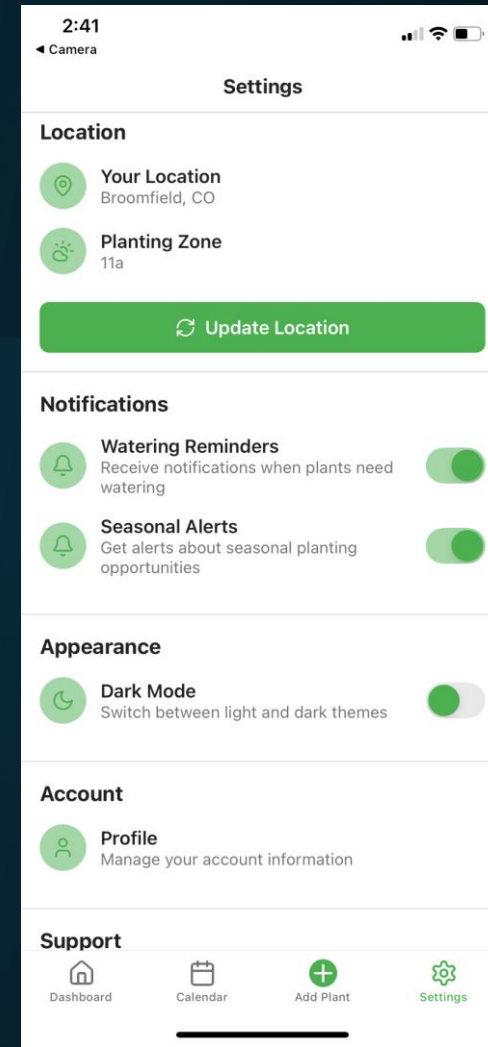 2:41
◀ Camera
Settings
Location
Your Location
Broomfield, CO
Planting Zone
11a
Update Location
Notifications
Watering Reminders
Receive notifications when plants need
watering
Seasonal Alerts
Get alerts about seasonal planting
opportunities
Appearance
Dark Mode
Switch between light and dark themes
Account
Profile
Manage your account information
Support
Dashboard
Calendar
Add Plant
Settings